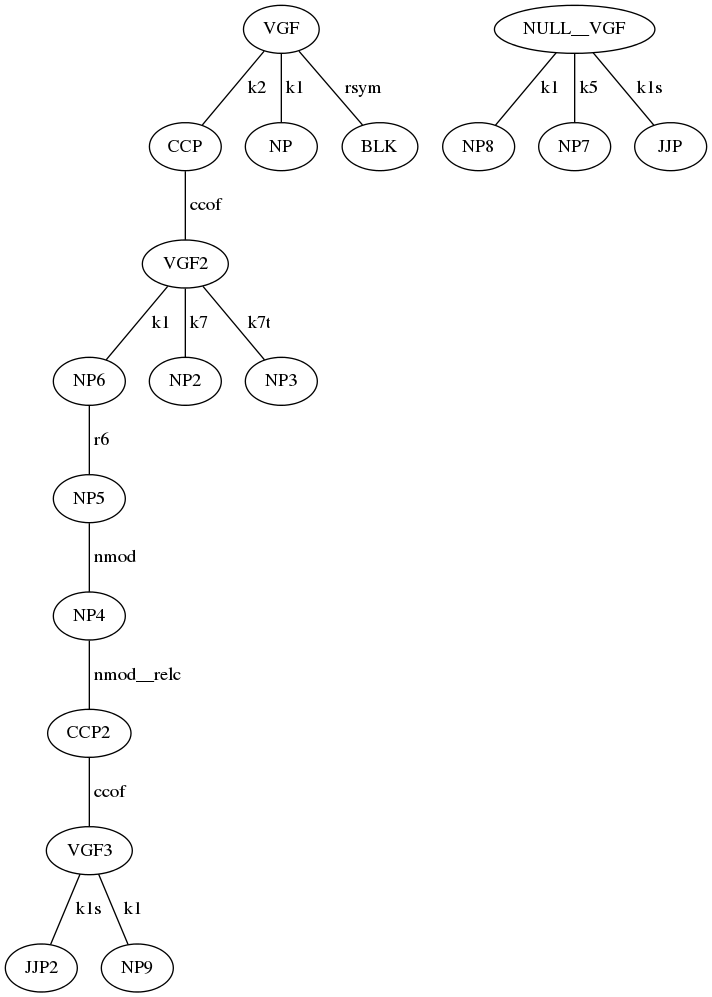 VGF NULL__VGF
k2 k1 rsym k1 k5 k1s
CCP NP BLK NP8 NP7 JJP
ccof
VGF2
k1 k7 k7t
NP6 NP2 NP3
r6
NP5
nmod
NP4
nmod__relc
CCP2
ccof
VGF3
k1s k1
JJP2 NP9